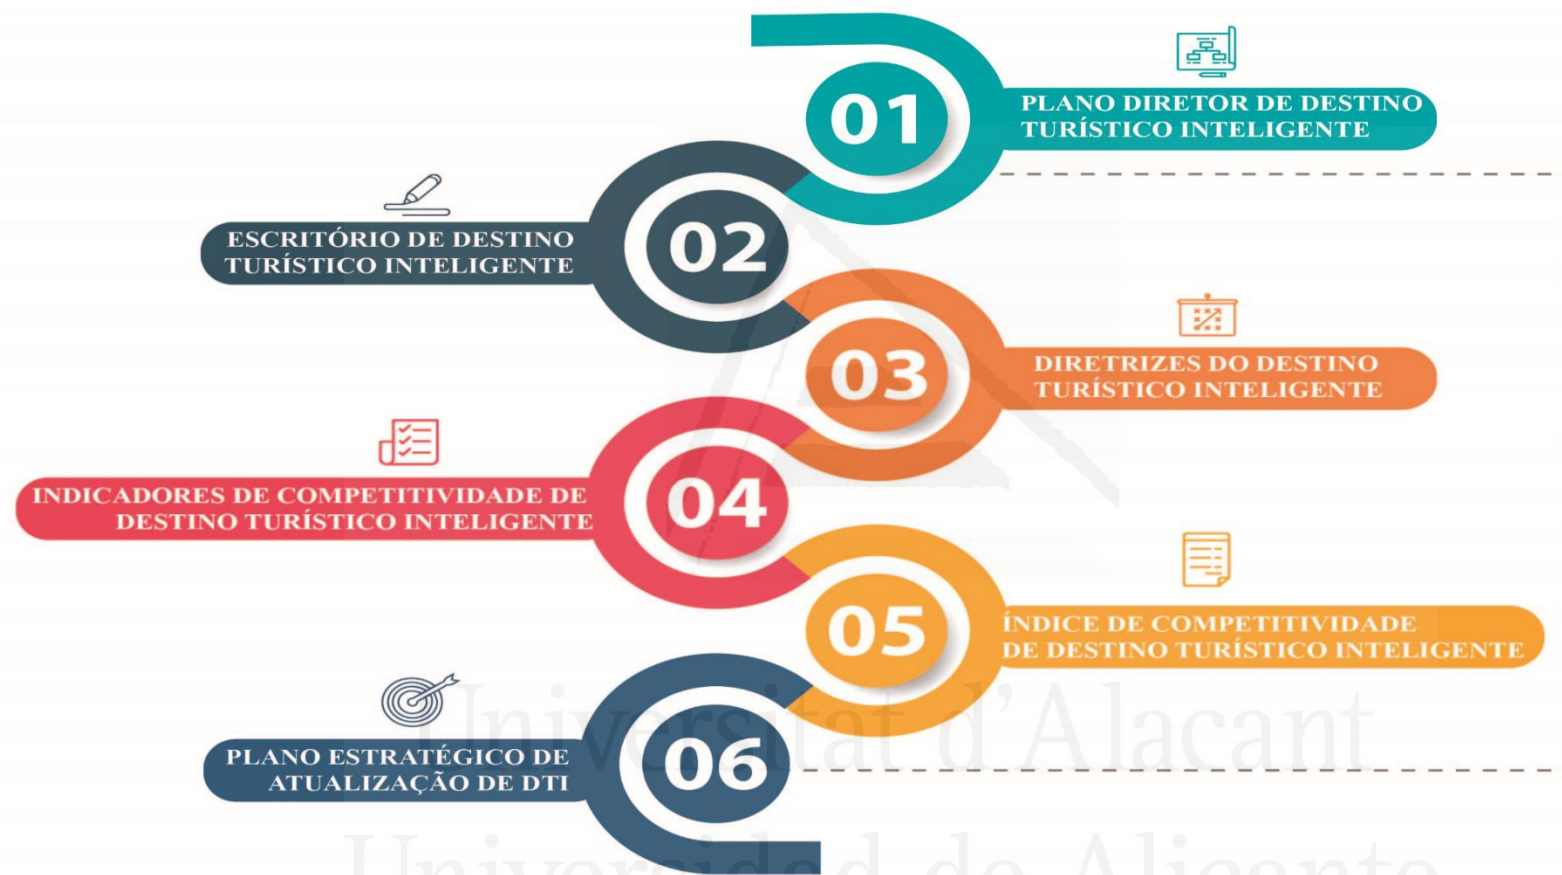 01
PLANO DIRETOR DE DESTINO
TURÍSTICO INTELIGENTE
02
ESCRITÓRIO DE DESTINO
TURÍSTICO INTELIGENTE
03
DIRETRIZES DO DESTINO
TURÍSTICO INTELIGENTE
04
INDICADORES DE COMPETITIVIDADE DE
DESTINO TURÍSTICO INTELIGENTE
05
ÍNDICE DE COMPETITIVIDADE
DE DESTINO TURÍSTICO INTELIGENTE
06
PLANO ESTRATÉGICO DE
ATUALIZAÇÃO DE DTI
Universitat d'Alacant
Universidad de Alicante